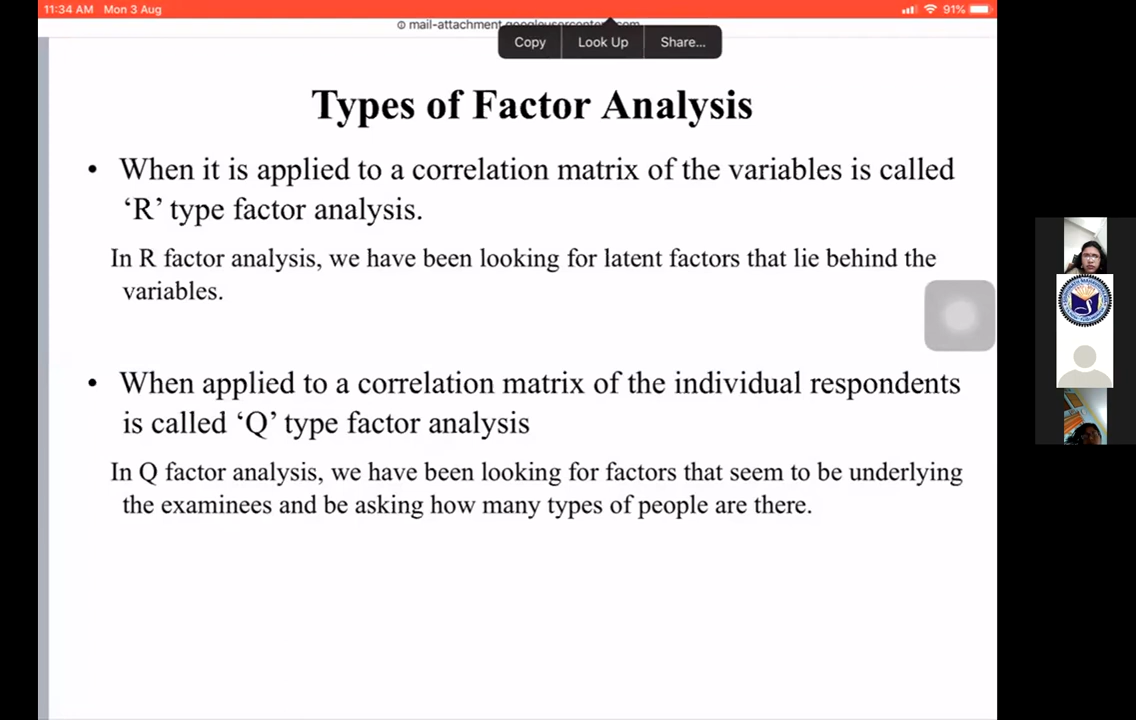 11:34 AM Mon 3 Aug
91%
mail-attachment.googleusercontent.com
Copy
Look Up
Share...
Types of Factor Analysis
• When it is applied to a correlation matrix of the variables is called
‘R’ type factor analysis.
In R factor analysis, we have been looking for latent factors that lie behind the
variables.
• When applied to a correlation matrix of the individual respondents
is called ‘Q’ type factor analysis
In Q factor analysis, we have been looking for factors that seem to be underlying
the examinees and be asking how many types of people are there.